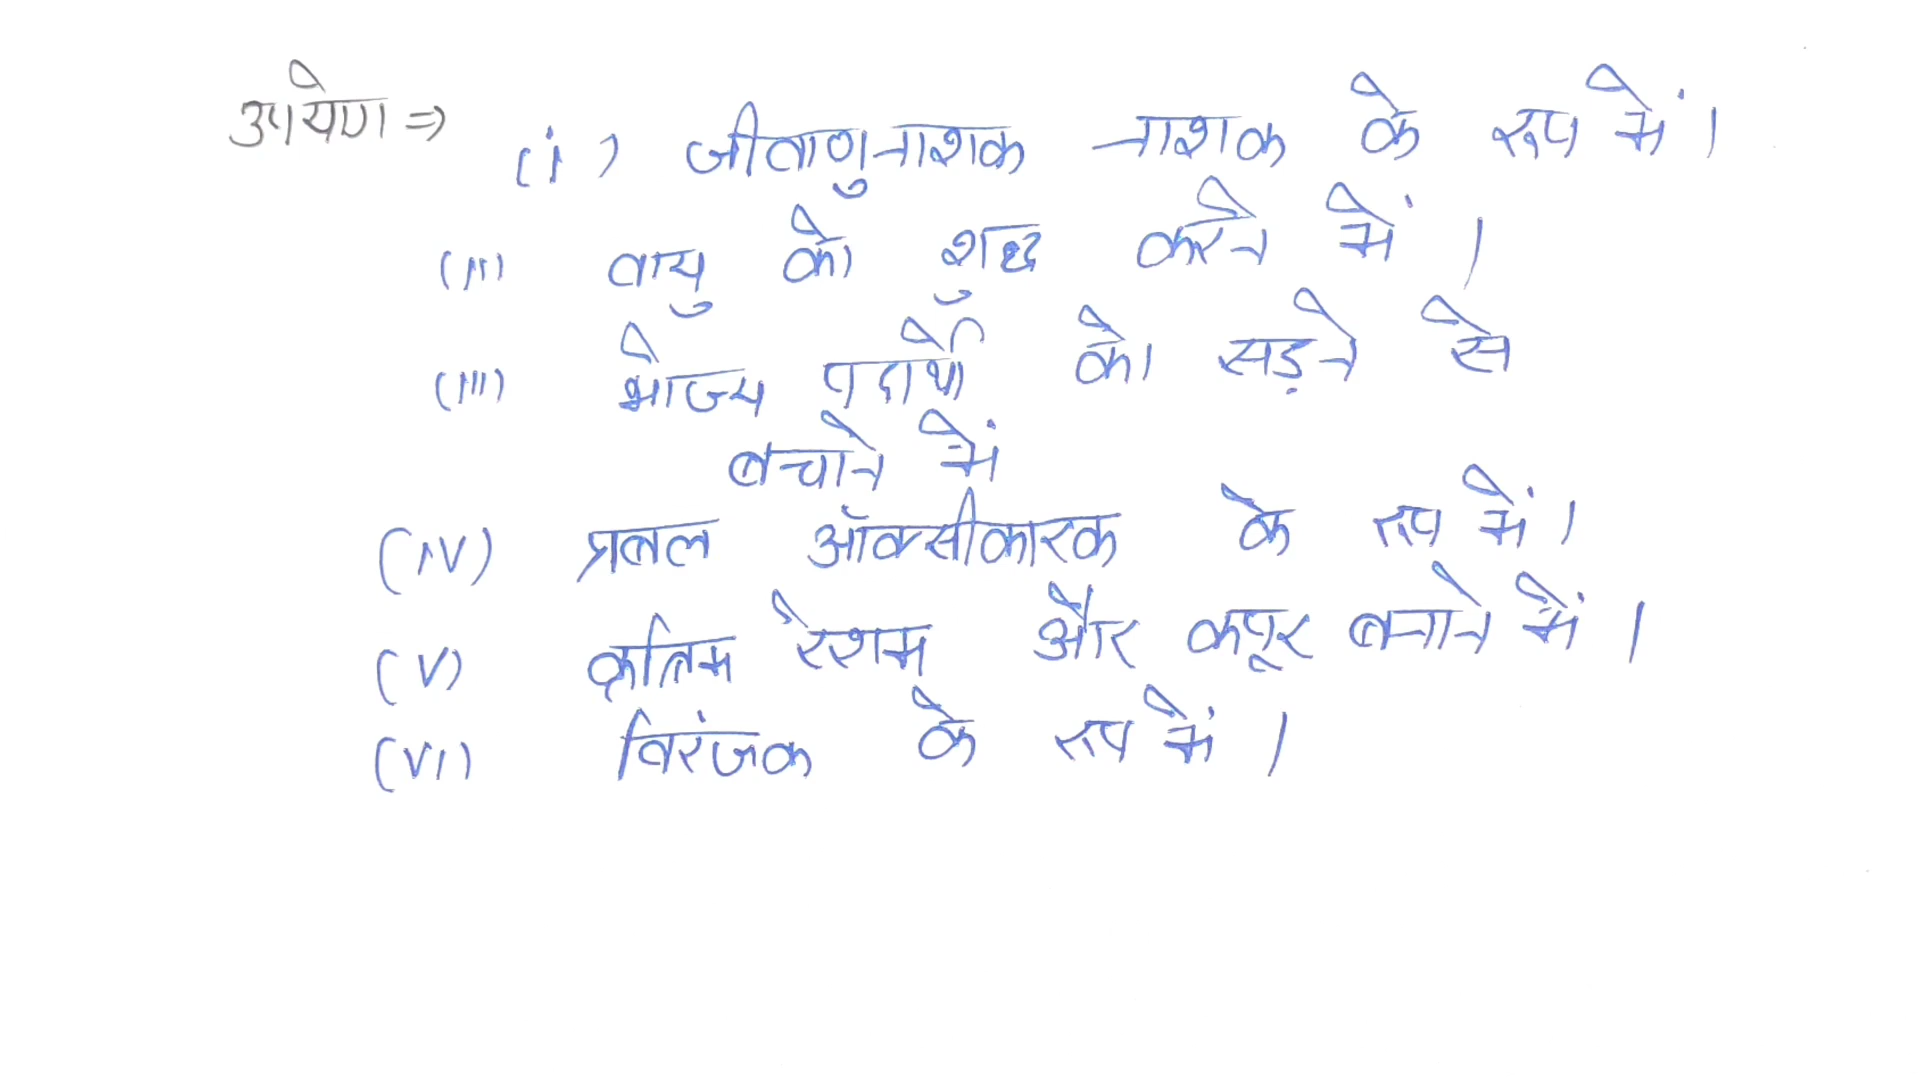 उपयोग ⇒ (i) जीवाणुनाशक नाशक के रूप में।
(ii) वायु को शुद्ध करने में।
(iii) भोज्य पदार्थो को सड़ने से
बचाने में
(iv) प्रबल ऑक्सीकारक के रूप में।
(v) कृत्रिम रेशम और कपूर बनाने में।
(vi) विरंजक के रूप में।